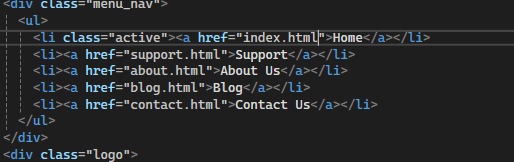 <div class="menu_nav">
<ul>
<li class="active"><a href="index.html">Home</a></li>
<li><a href="support.html">Support</a></li>
<li><a href="about.html">About Us</a></li>
<li><a href="blog.html">Blog</a></li>
<li><a href="contact.html">Contact Us</a></li>
</ul>
</div>
<div class="logo">